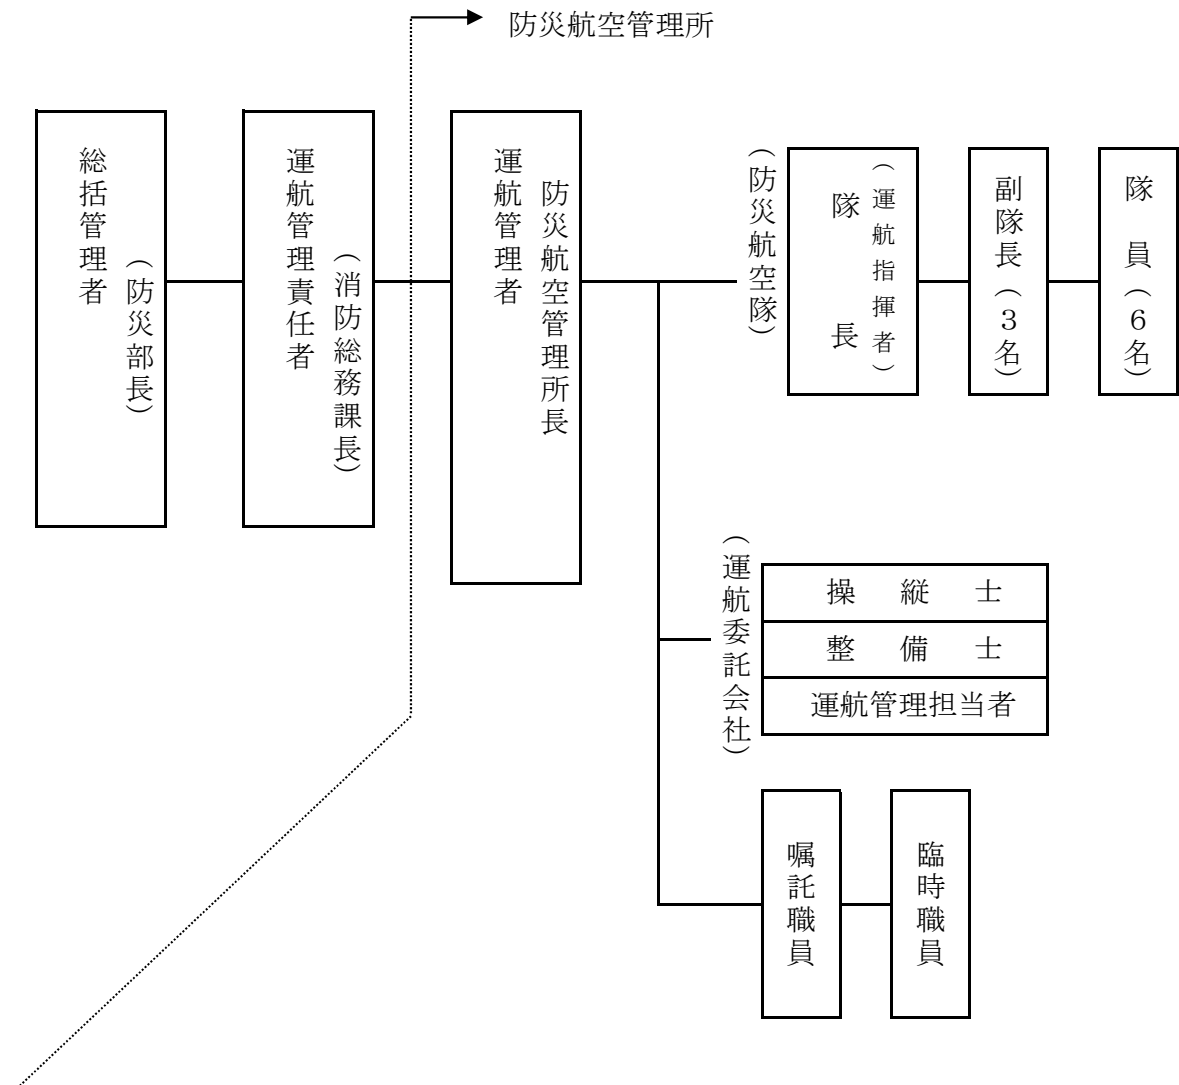 防災航空管理所
総括管理者
（防災部長）
運航管理責任者
（消防総務課長）
運航管理者
防災航空管理所長
（防災航空隊）
隊長
（運航指揮者）
副隊長（３名）
隊員（６名）
（運航委託会社）
操縦士
整備士
運航管理担当者
嘱託職員
臨時職員